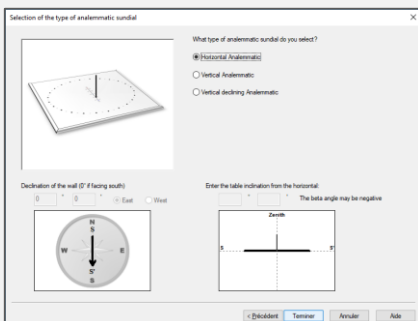 Selection of the type of analemmatic sundial
What type of analemmatic sundial do you select?
Horizontal Analemmatic
Vertical Analemmatic
Vertical declining Analemmatic
Declination of the wall (0° if facing south)
0 ° 0 ' East West
Enter the table inclination from the horizontal:
° ' The beta angle may be negative
N
S
W E
S'
S
Zenith
S S'
< Précédent Terminer Annuler Aide